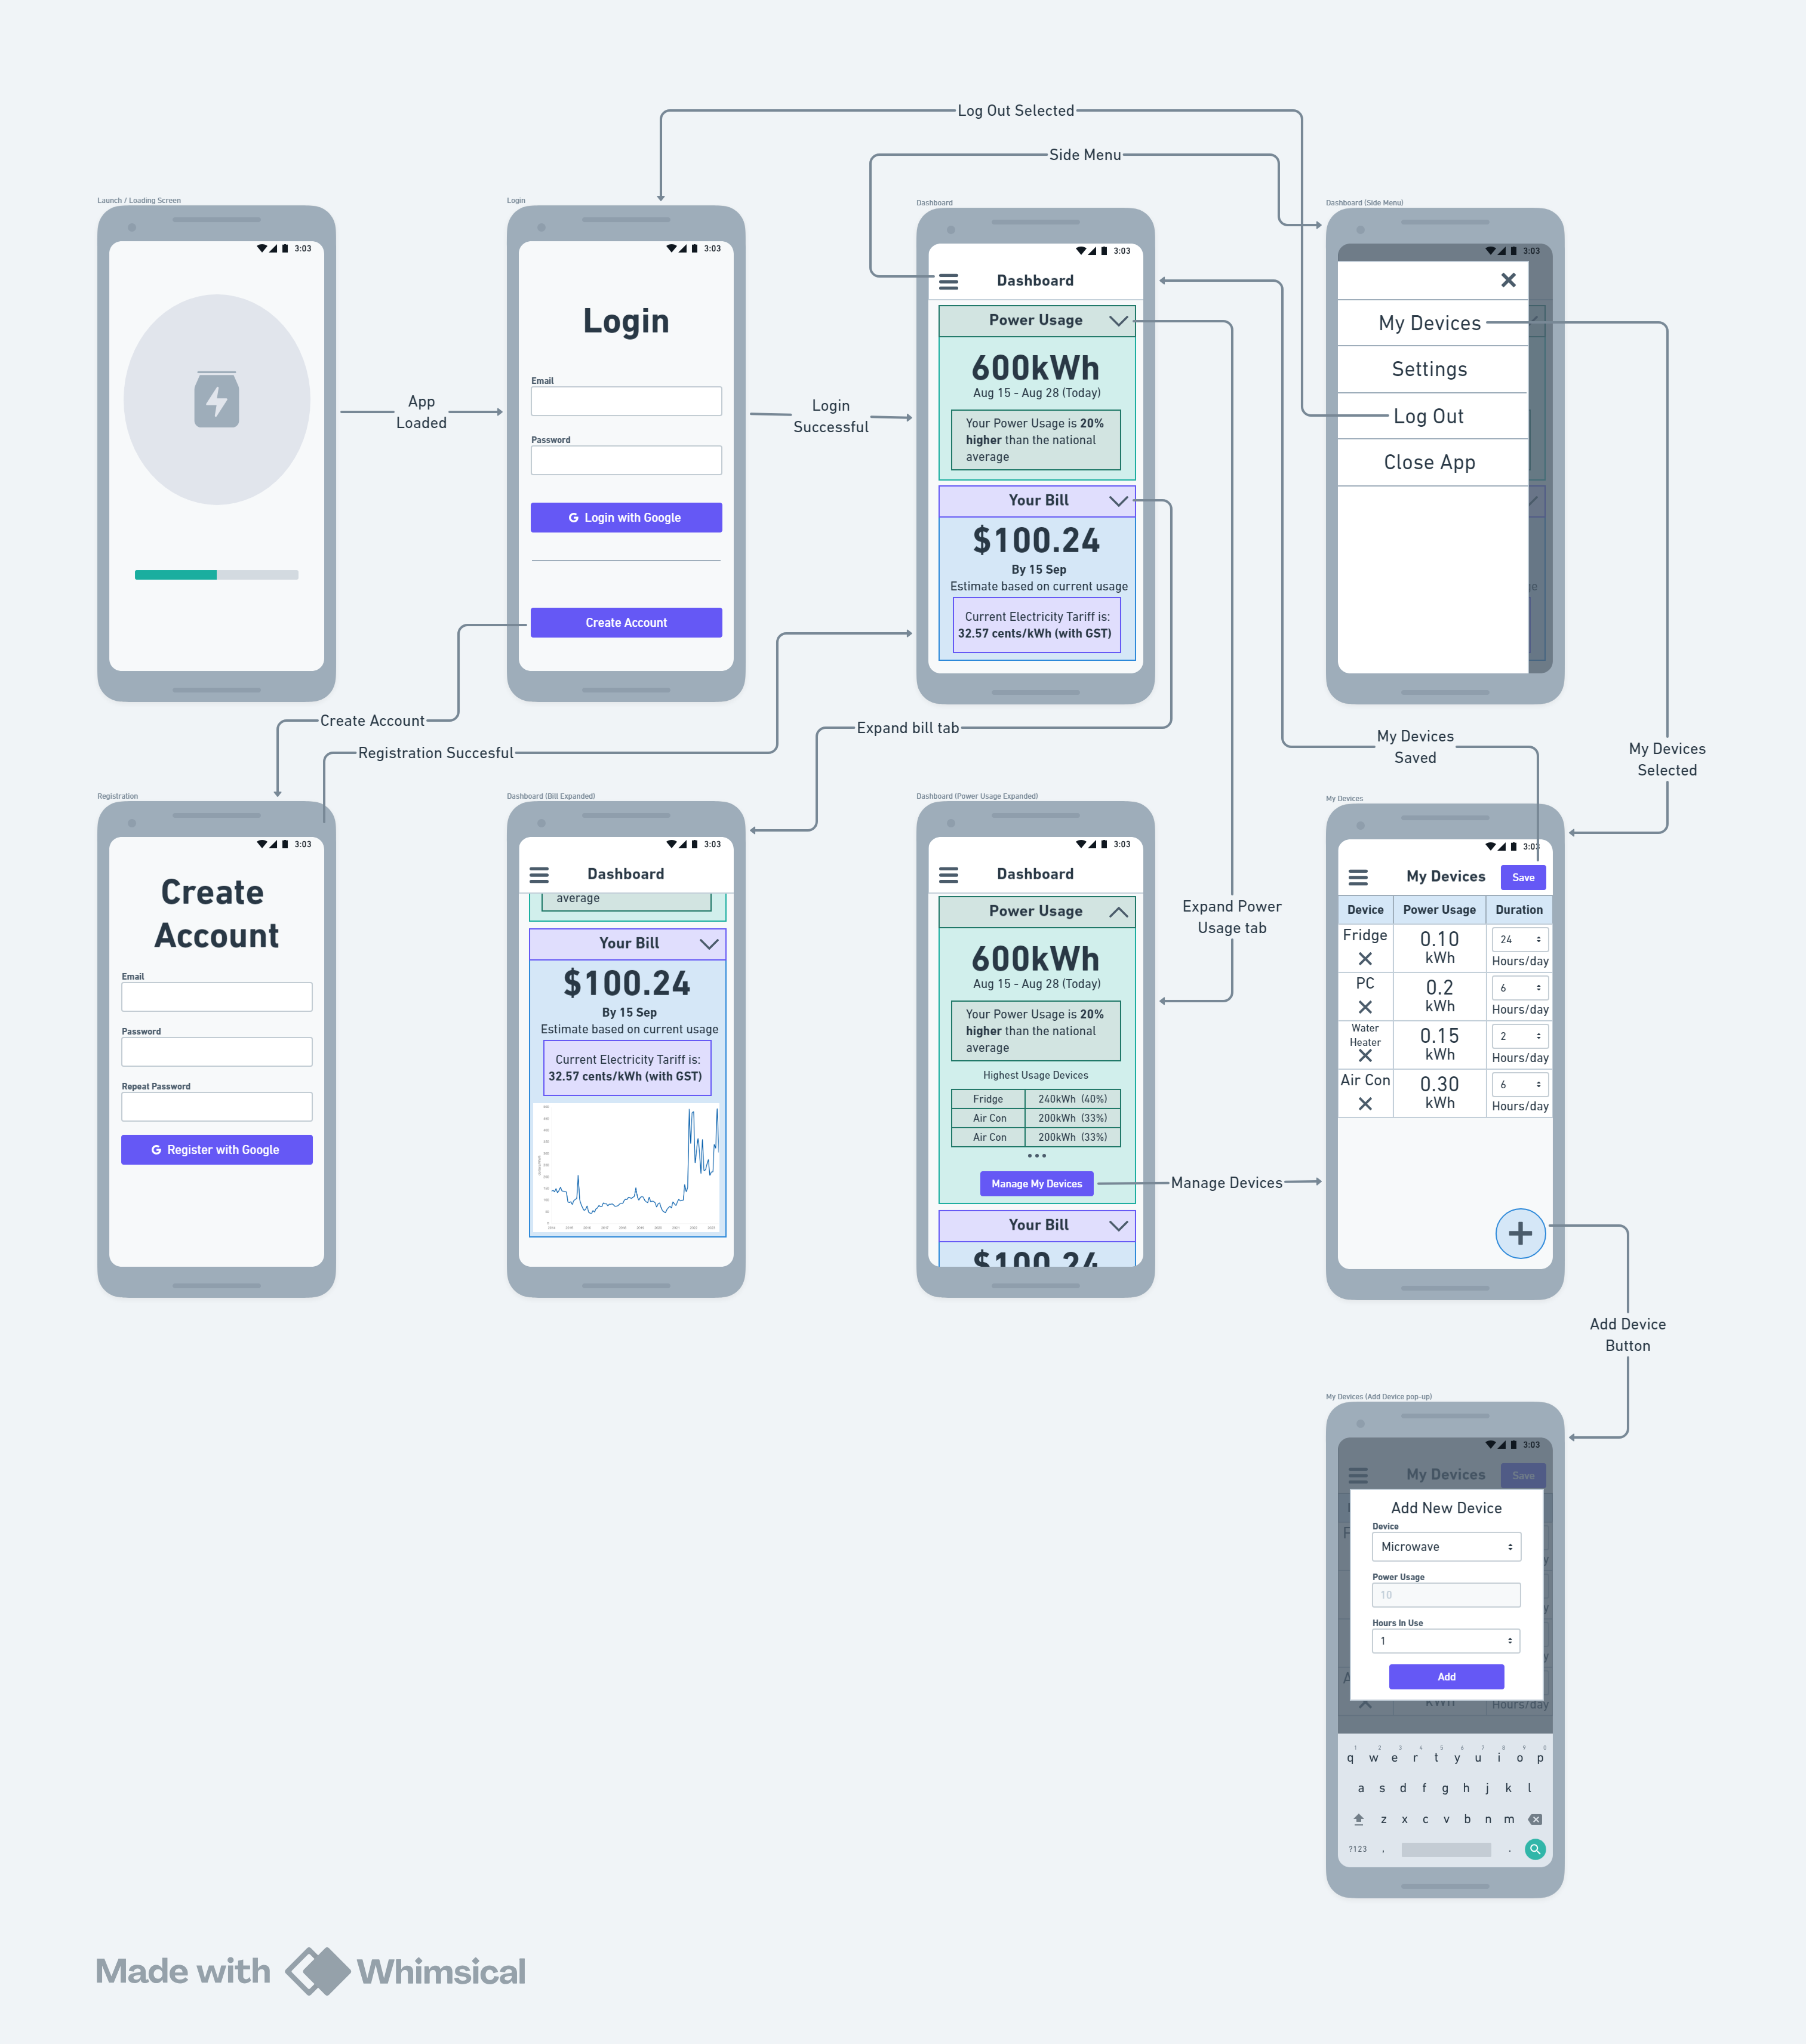 Log Out Selected
Side Menu
Launch / Loading Screen
3:03
App
Loaded
Login
3:03
Login
Email
Password
G Login with Google
Create Account
Login
Successful
Dashboard
3:03
Dashboard
Power Usage
600kWh
Aug 15 - Aug 28 (Today)
Your Power Usage is 20%
higher than the national
average
Your Bill
$100.24
By 15 Sep
Estimate based on current usage
Current Electricity Tariff is:
32.57 cents/kWh (with GST)
Dashboard (Side Menu)
3:03
My Devices
Settings
Log Out
Close App
Create Account
Registration Succesful
Expand bill tab
My Devices
Saved
My Devices
Selected
Registration
3:03
Create
Account
Email
Password
Repeat Password
G Register with Google
Dashboard (Bill Expanded)
3:03
Dashboard
average
Your Bill
$100.24
By 15 Sep
Estimate based on current usage
Current Electricity Tariff is:
32.57 cents/kWh (with GST)
Dashboard (Power Usage Expanded)
3:03
Dashboard
Power Usage
600kWh
Aug 15 - Aug 28 (Today)
Your Power Usage is 20%
higher than the national
average
Highest Usage Devices
Fridge 240kWh (40%)
Air Con 200kWh (33%)
Air Con 200kWh (33%)
Manage My Devices
Your Bill
$100.24
Expand Power
Usage tab
Manage Devices
My Devices
3:03
My Devices
Save
Device Power Usage Duration
Fridge 0.10 kWh 24 Hours/day
PC 0.2 kWh 6 Hours/day
Water Heater 0.15 kWh 2 Hours/day
Air Con 0.30 kWh 6 Hours/day
Add Device
Button
My Devices (Add Device pop-up)
3:03
My Devices
Save
Add New Device
Device
Microwave
Power Usage
10
Hours In Use
1
Add
kWh Hours/day
1 2 3 4 5 6 7 8 9 0
q w e r t y u i o p
a s d f g h j k l
z x c v b n m
?123 , .
Made with Whimsical